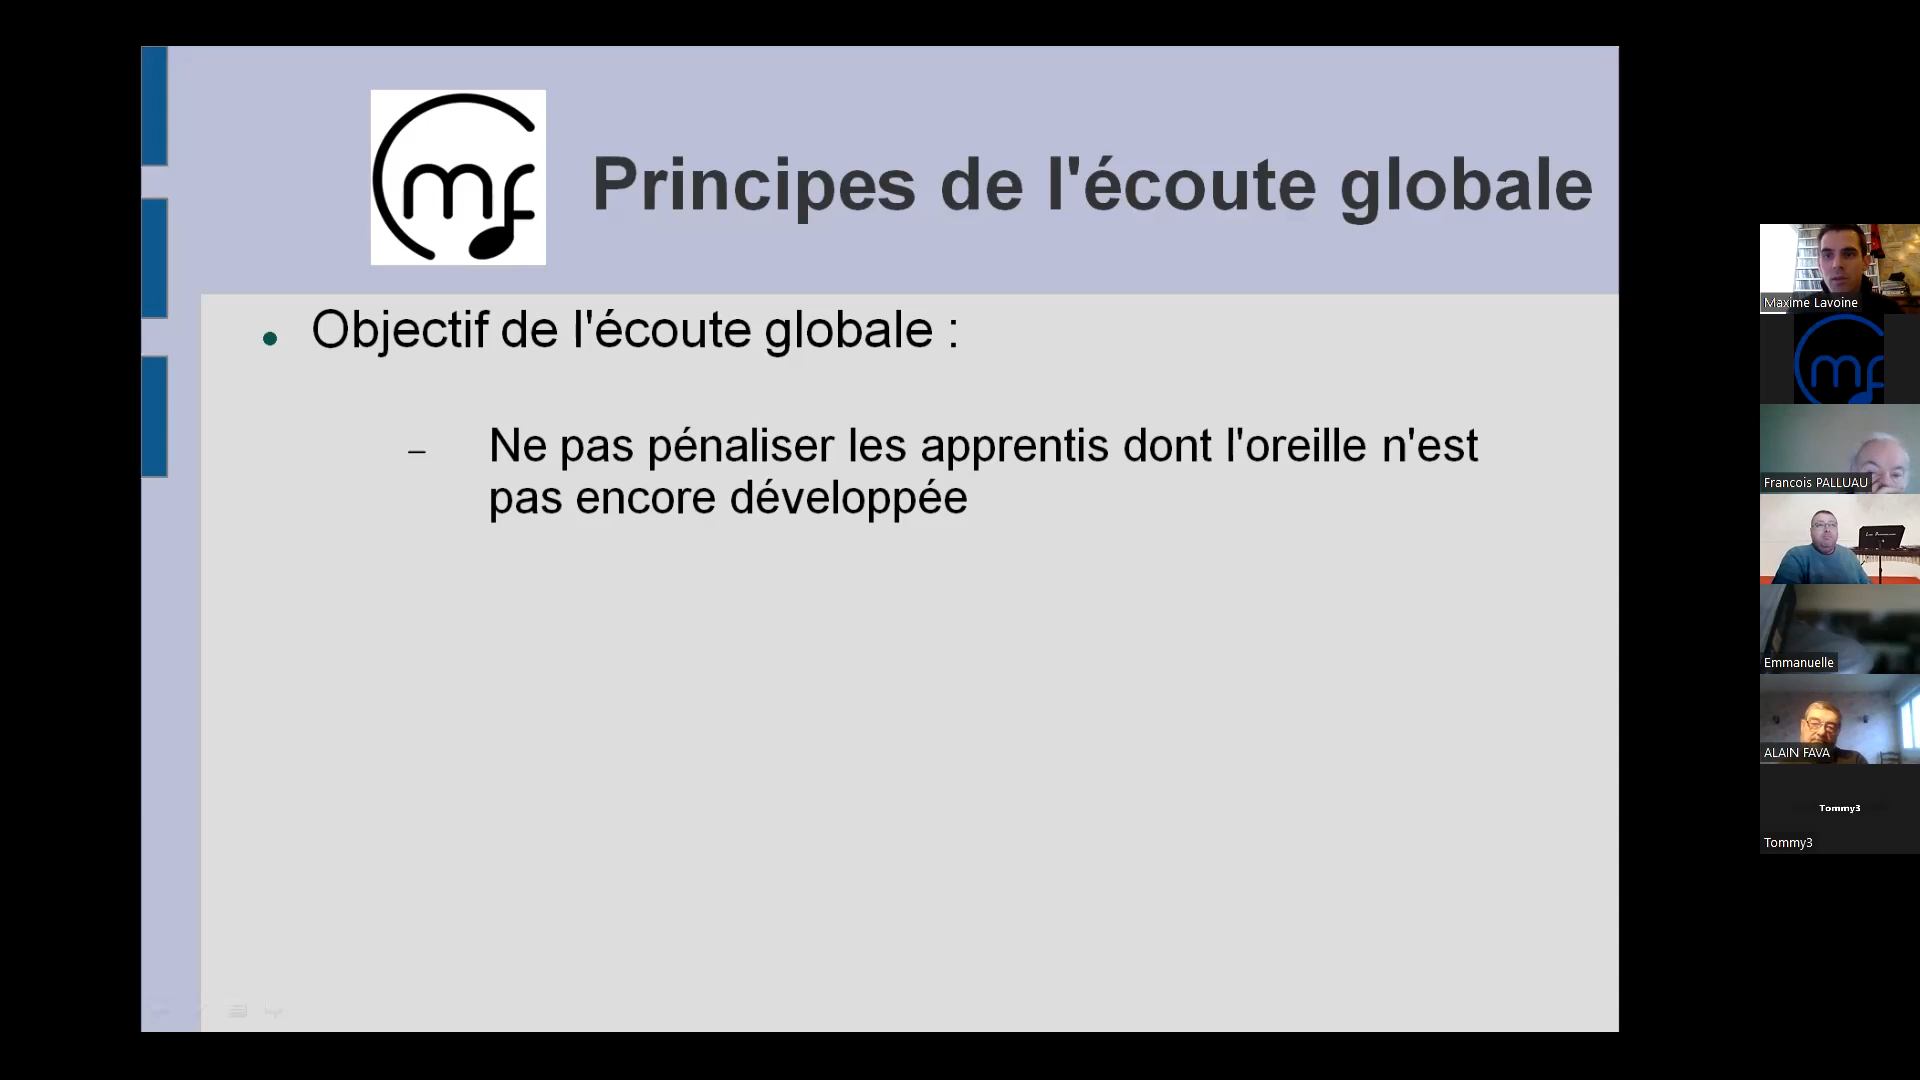 mf
Principes de l'écoute globale
Objectif de l'écoute globale :
– Ne pas pénaliser les apprentis dont l'oreille n'est
pas encore développée
Maxime Lavoine
mf
Francois PALLUAU
Emmanuelle
ALAIN FAVA
Tommy3
Tommy3